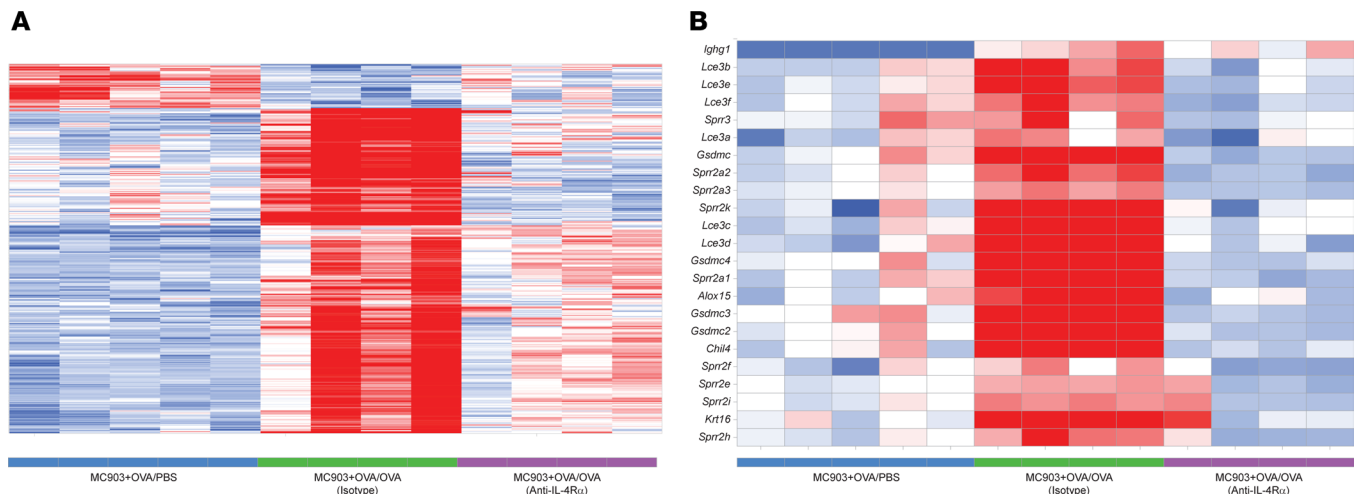 A
B
Ighg1
Lce3b
Lce3e
Lce3f
Sprr3
Lce3a
Gsdmc
Sprr2a2
Sprr2a3
Sprr2k
Lce3c
Lce3d
Gsdmc4
Sprr2a1
Alox15
Gsdmc3
Gsdmc2
Chil4
Sprr2f
Sprr2e
Sprr2i
Krt16
Sprr2h
MC903+OVA/PBS
MC903+OVA/OVA
(Isotype)
MC903+OVA/OVA
(Anti-IL-4Rα)
MC903+OVA/PBS
MC903+OVA/OVA
(Isotype)
MC903+OVA/OVA
(Anti-IL-4Rα)